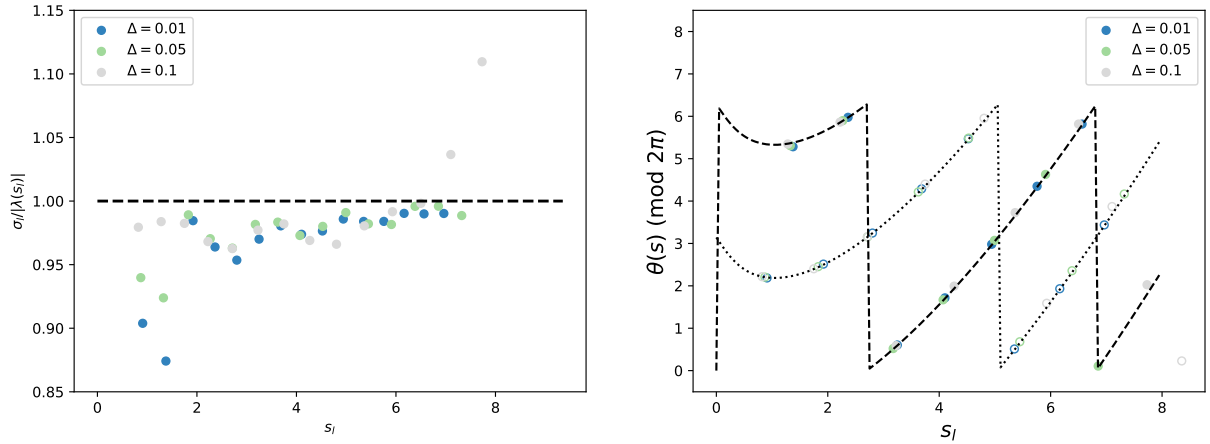 1.15
1.10
1.05
1.00
0.95
0.90
0.85
σₗ/|λ(sₗ)|
Δ = 0.01
Δ = 0.05
Δ = 0.1
0 2 4 6 8
sₗ
8
7
6
5
4
3
2
1
0
θ(s) (mod 2π)
Δ = 0.01
Δ = 0.05
Δ = 0.1
0 2 4 6 8
sₗ